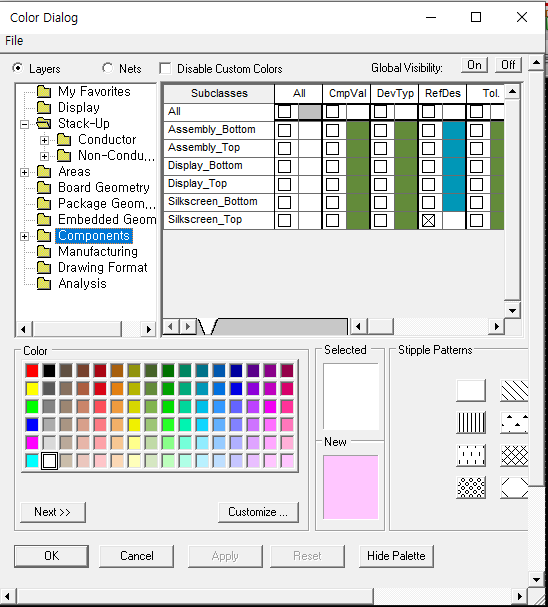 Color Dialog
File
Layers Nets Disable Custom Colors Global Visibility: On Off
My Favorites
Display
Stack-Up
Conductor
Non-Condu...
Areas
Board Geometry
Package Geom...
Embedded Geom
Components
Manufacturing
Drawing Format
Analysis
Subclasses All CmpVal DevTyp RefDes Tol.
All
Assembly_Bottom
Assembly_Top
Display_Bottom
Display_Top
Silkscreen_Bottom
Silkscreen_Top
Color
Selected
New
Stipple Patterns
Next >> Customize ...
OK Cancel Apply Reset Hide Palette